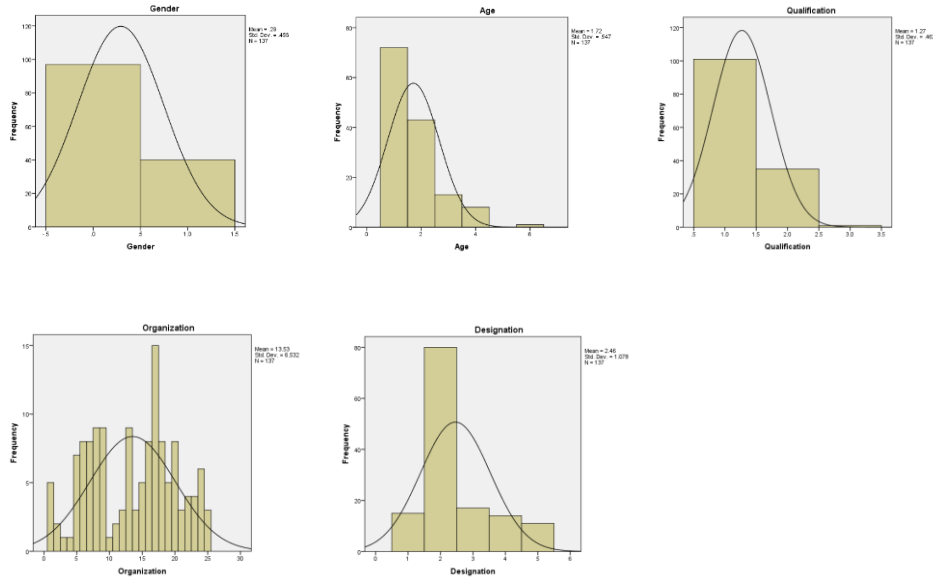 Gender
Mean = .29
Std. Dev. = .456
N = 137
120
100
80
60
40
20
0
-.5 .0 .5 1.0 1.5
Frequency
Gender
Age
Mean = 1.72
Std. Dev. = .947
N = 137
80
60
40
20
0
0 2 4 6
Frequency
Age
Qualification
Mean = 1.27
N = 137
120
100
80
60
40
20
0
.5 1.0 1.5 2.0 2.5 3.0 3.5
Frequency
Qualification
Organization
Mean = 13.53
Std. Dev. = 6.532
N = 137
15
10
5
0
0 5 10 15 20 25 30
Frequency
Organization
Designation
Mean = 2.46
Std. Dev. = 1.078
N = 137
80
60
40
20
0
0 1 2 3 4 5 6
Frequency
Designation